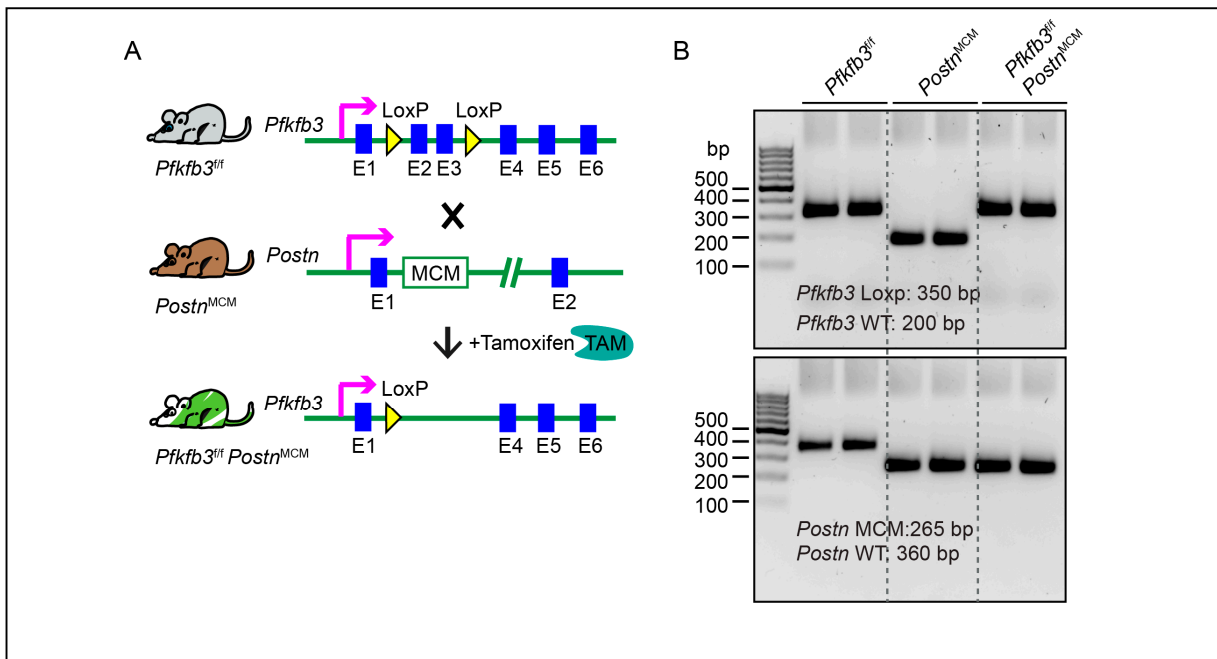 A
Pfkfb3
LoxP LoxP
E1 E2 E3 E4 E5 E6
Pfkfb3f/f
Postn
MCM
E1 E2
PostnMCM
+Tamoxifen TAM
Pfkfb3
LoxP
E1 E4 E5 E6
Pfkfb3f/f PostnMCM
B
Pfkfb3f/f
PostnMCM
Pfkfb3f/f
PostnMCM
bp
500
400
300
200
100
Pfkfb3 Loxp: 350 bp
Pfkfb3 WT: 200 bp
500
400
300
200
100
Postn MCM:265 bp
Postn WT: 360 bp